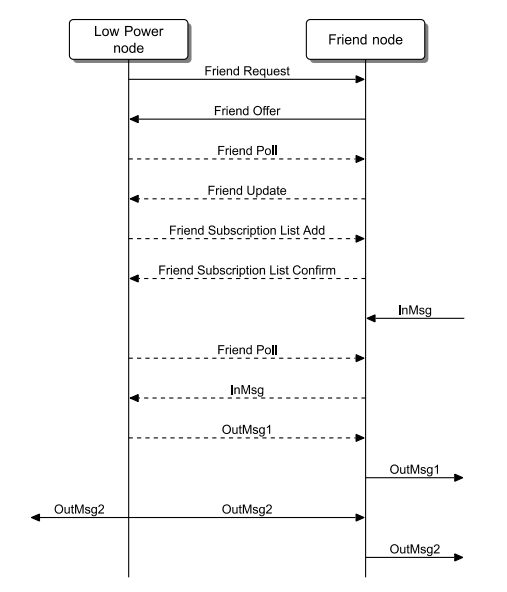 Low Power
node
Friend node
Friend Request
Friend Offer
Friend Poll
Friend Update
Friend Subscription List Add
Friend Subscription List Confirm
InMsg
Friend Poll
InMsg
OutMsg1
OutMsg1
OutMsg2 OutMsg2
OutMsg2